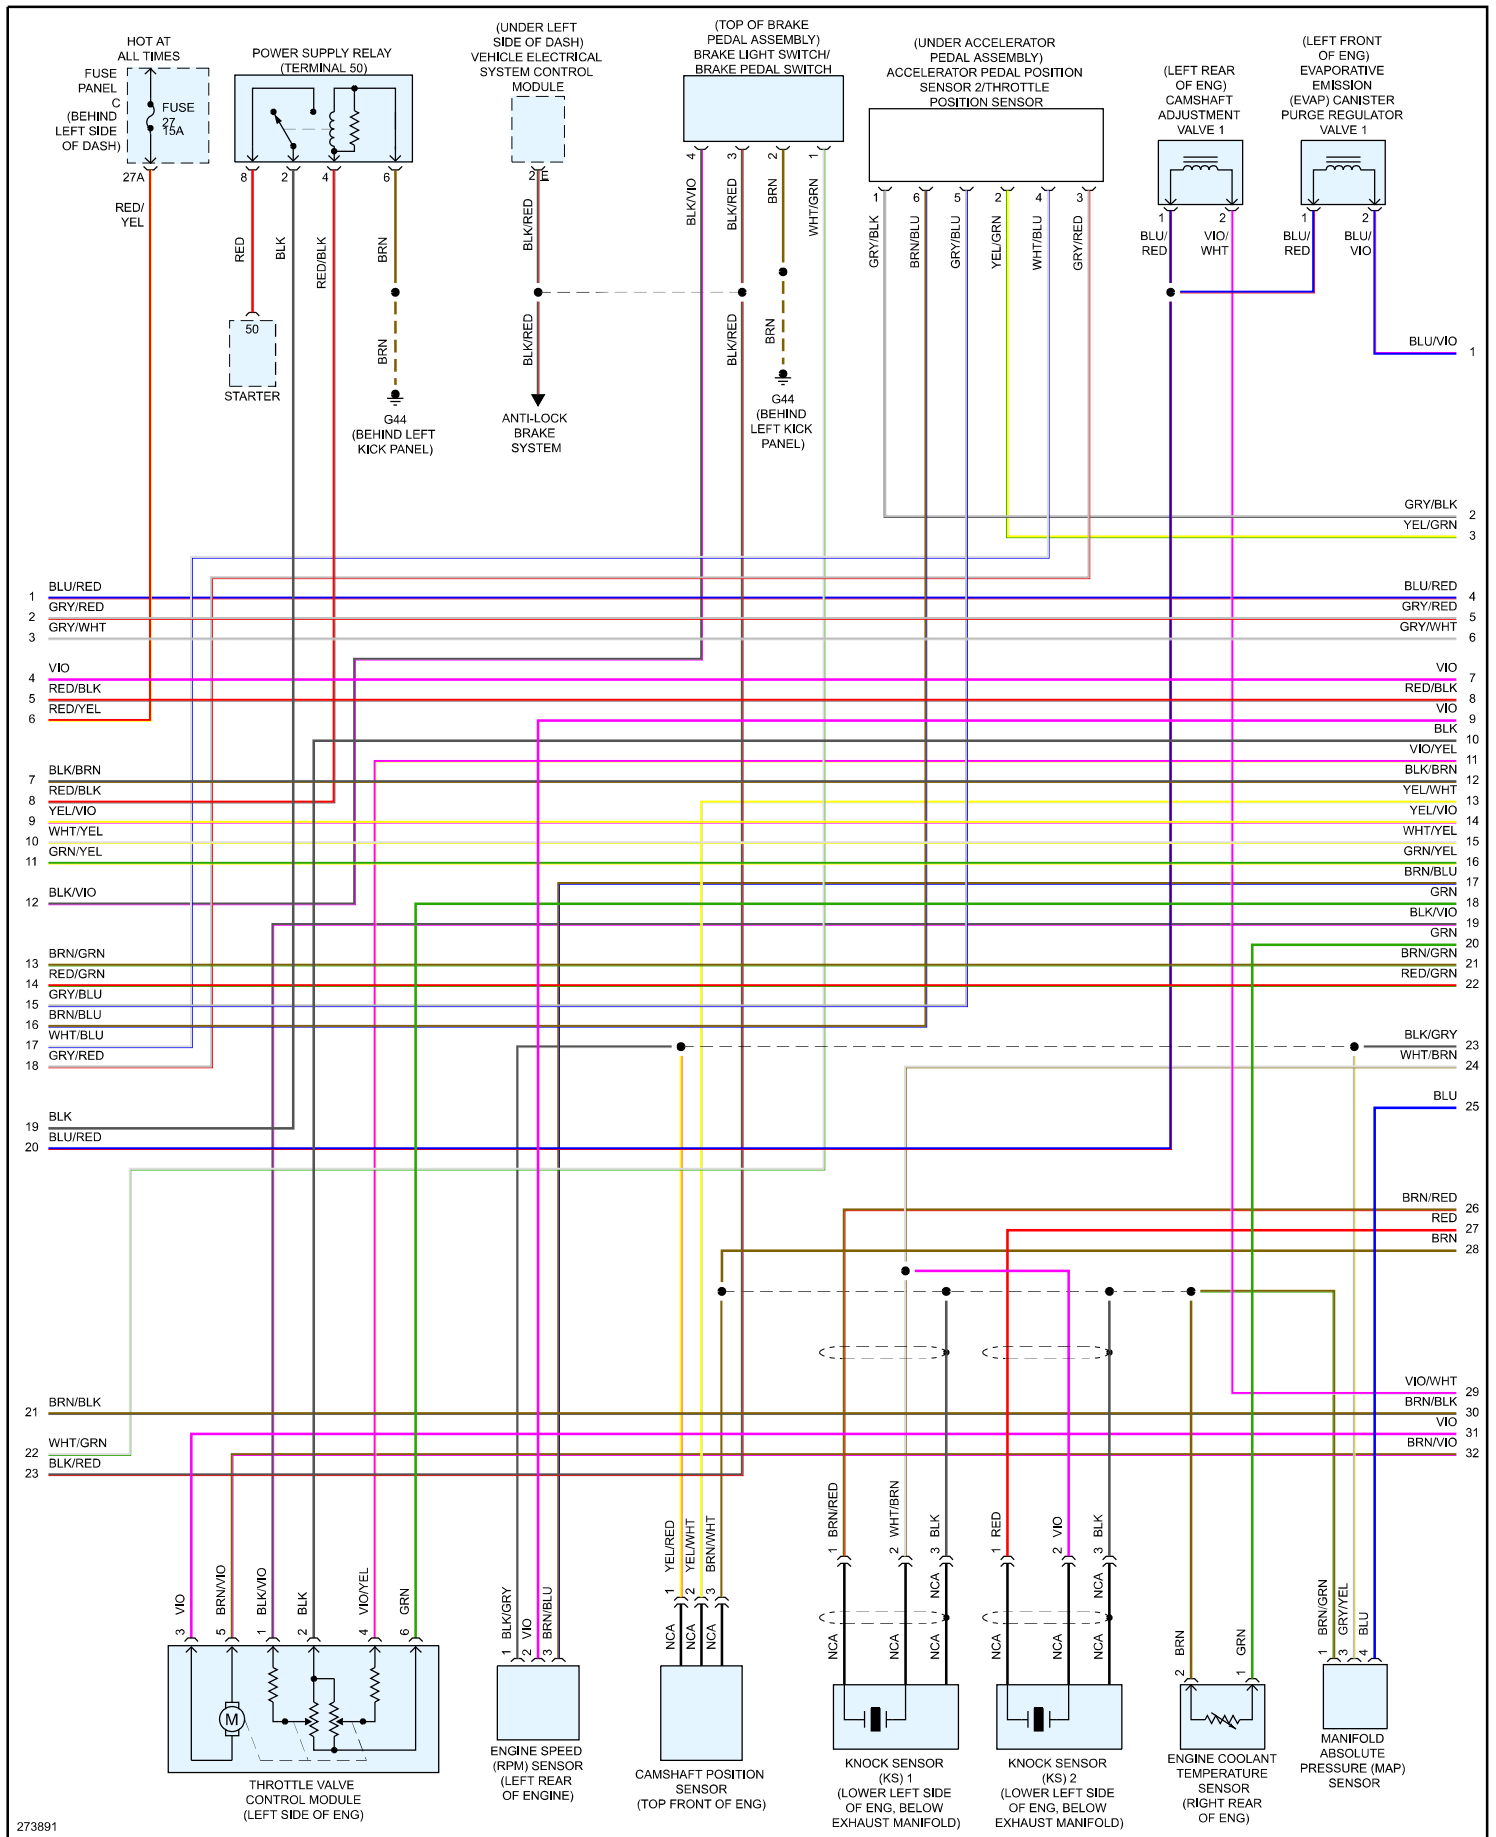 HOT AT
ALL TIMES
FUSE
PANEL
C
(BEHIND
LEFT SIDE
OF DASH)
FUSE
27
15A
27A
RED/
YEL
POWER SUPPLY RELAY
(TERMINAL 50)
8
2
4
6
RED
BLK
RED/BLK
BRN
50
STARTER
BRN
G44
(BEHIND LEFT
KICK PANEL)
(UNDER LEFT
SIDE OF DASH)
VEHICLE ELECTRICAL
SYSTEM CONTROL
MODULE
2
E
BLK/RED
BLK/RED
ANTI-LOCK
BRAKE
SYSTEM
(TOP OF BRAKE
PEDAL ASSEMBLY)
BRAKE LIGHT SWITCH/
BRAKE PEDAL SWITCH
4
3
2
1
BLK/VIO
BLK/RED
BRN
WHT/GRN
BLK/RED
BRN
G44
(BEHIND
LEFT KICK
PANEL)
(UNDER ACCELERATOR
PEDAL ASSEMBLY)
ACCELERATOR PEDAL POSITION
SENSOR 2/THROTTLE
POSITION SENSOR
1
6
5
2
4
3
GRY/BLK
BRN/BLU
GRY/BLU
YEL/GRN
WHT/BLU
GRY/RED
(LEFT REAR
OF ENG)
CAMSHAFT
ADJUSTMENT
VALVE 1
1
2
BLU/
RED
VIO/
WHT
(LEFT FRONT
OF ENG)
EVAPORATIVE
EMISSION
(EVAP) CANISTER
PURGE REGULATOR
VALVE 1
1
2
BLU/
RED
BLU/
VIO
BLU/VIO 1
GRY/BLK 2
YEL/GRN 3
1 BLU/RED
2 GRY/RED
3 GRY/WHT
4 VIO
5 RED/BLK
6 RED/YEL
7 BLK/BRN
8 RED/BLK
9 YEL/VIO
10 WHT/YEL
11 GRN/YEL
12 BLK/VIO
13 BRN/GRN
14 RED/GRN
15 GRY/BLU
16 BRN/BLU
17 WHT/BLU
18 GRY/RED
19 BLK
20 BLU/RED
21 BRN/BLK
22 WHT/GRN
23 BLK/RED
BLU/RED 4
GRY/RED 5
GRY/WHT 6
VIO 7
RED/BLK 8
VIO 9
BLK 10
VIO/YEL 11
BLK/BRN 12
YEL/WHT 13
YEL/VIO 14
WHT/YEL 15
GRN/YEL 16
BRN/BLU 17
GRN 18
BLK/VIO 19
GRN 20
BRN/GRN 21
RED/GRN 22
BLK/GRY 23
WHT/BRN 24
BLU 25
BRN/RED 26
RED 27
BRN 28
VIO/WHT 29
BRN/BLK 30
VIO 31
BRN/VIO 32
3 VIO
5 BRN/VIO
1 BLK/VIO
2 BLK
4 VIO/YEL
6 GRN
M
THROTTLE VALVE
CONTROL MODULE
(LEFT SIDE OF ENG)
1 BLK/GRY
2 VIO
3 BRN/BLU
ENGINE SPEED
(RPM) SENSOR
(LEFT REAR
OF ENGINE)
1 YEL/RED
2 YEL/WHT
3 BRN/WHT
NCA
NCA
NCA
CAMSHAFT POSITION
SENSOR
(TOP FRONT OF ENG)
1 BRN/RED
2 WHT/BRN
3 BLK
NCA
NCA
NCA
KNOCK SENSOR
(KS) 1
(LOWER LEFT SIDE
OF ENG, BELOW
EXHAUST MANIFOLD)
1 RED
2 VIO
3 BLK
NCA
NCA
NCA
KNOCK SENSOR
(KS) 2
(LOWER LEFT SIDE
OF ENG, BELOW
EXHAUST MANIFOLD)
2 BRN
1 GRN
ENGINE COOLANT
TEMPERATURE
SENSOR
(RIGHT REAR
OF ENG)
1 BRN/GRN
3 GRY/YEL
4 BLU
MANIFOLD
ABSOLUTE
PRESSURE (MAP)
SENSOR
273891